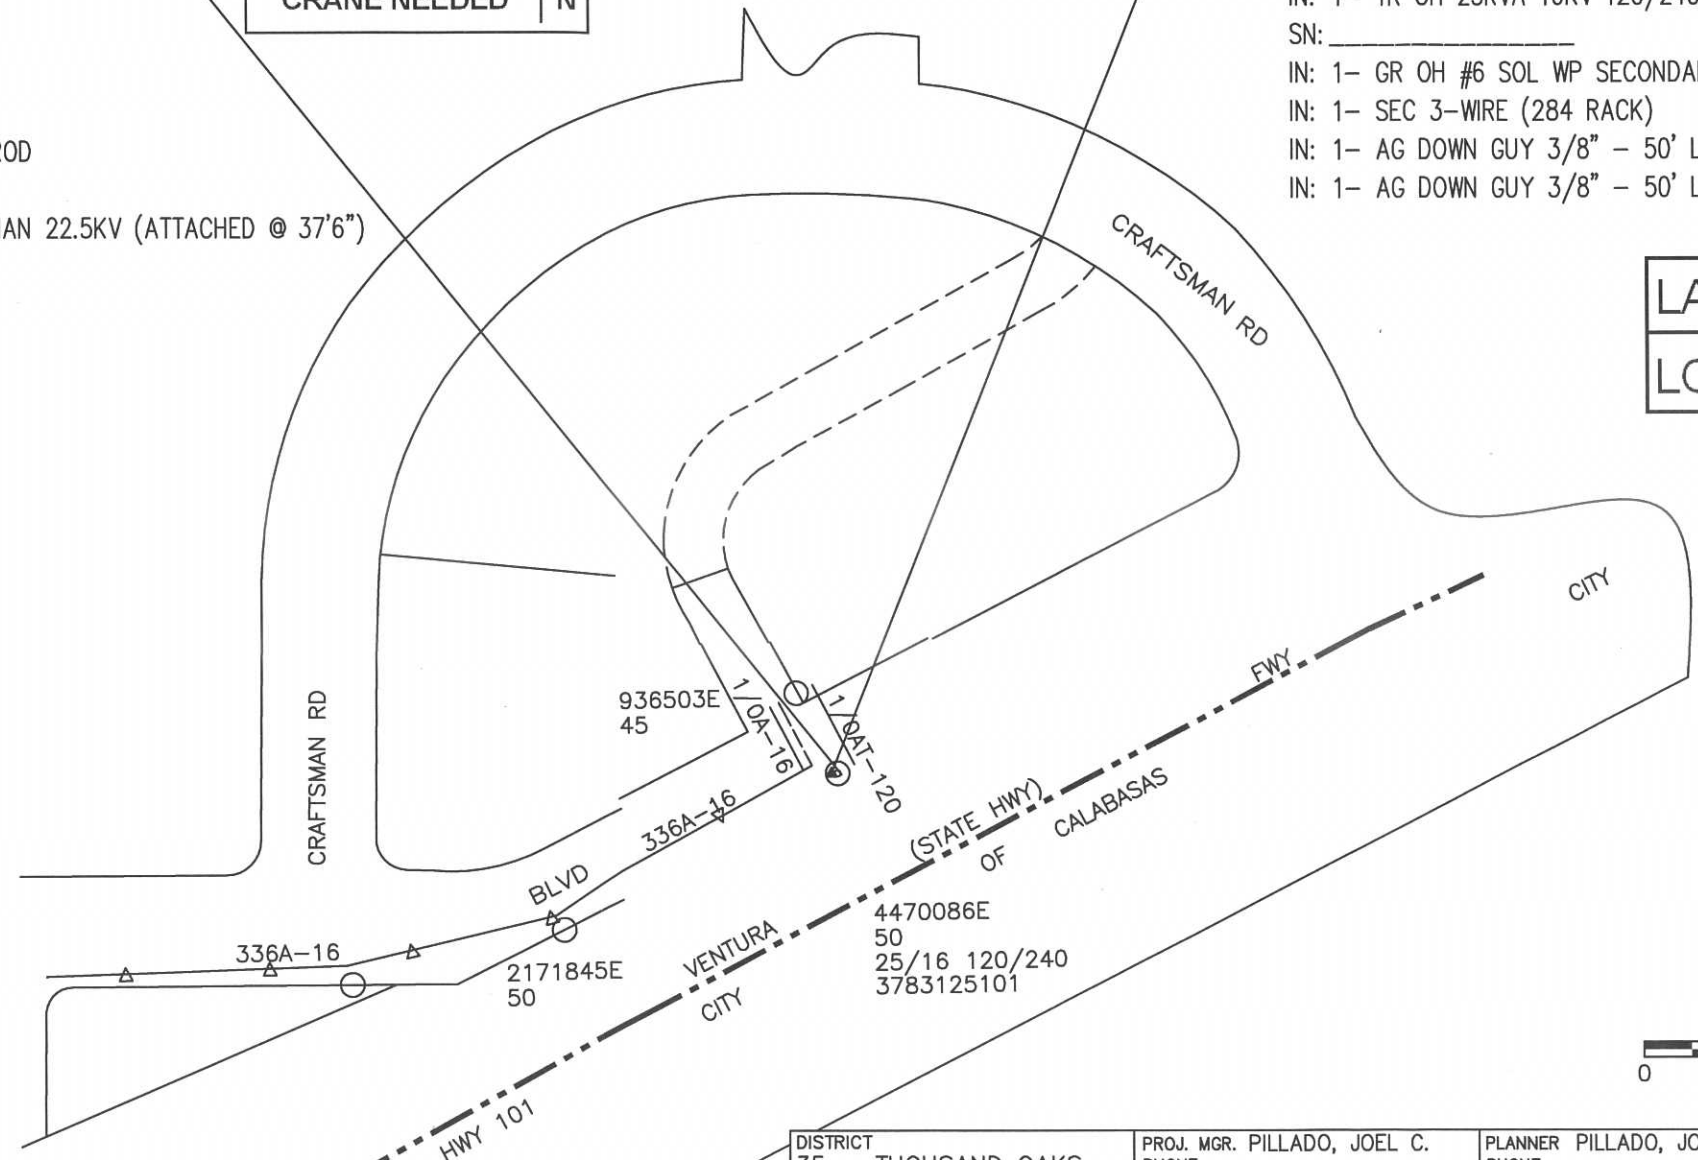 CRANE NEEDED N
SN:
IN: 1- GR OH #6 SOL WP
IN: 1- SEC 3-WIRE (284 RACK)
IN: 1- AG DOWN GUY 3/8" - 50'
IN: 1- AG DOWN GUY 3/8" - 50'
22.5KV (ATTACHED @ 37'6")
CRAFTSMAN RD
CITY
FWY
936503E
45
1/0A-16
1/0AT-120
CRAFTSMAN RD
336A-16
(STATE HWY)
CALABASAS
OF
BLVD
336A-16
2171845E
50
VENTURA
CITY
4470086E
50
25/16 120/240
3783125101
HWY 101
0
DISTRICT
PROJ. MGR. PILLADO, JOEL C.
PLANNER PILLADO,